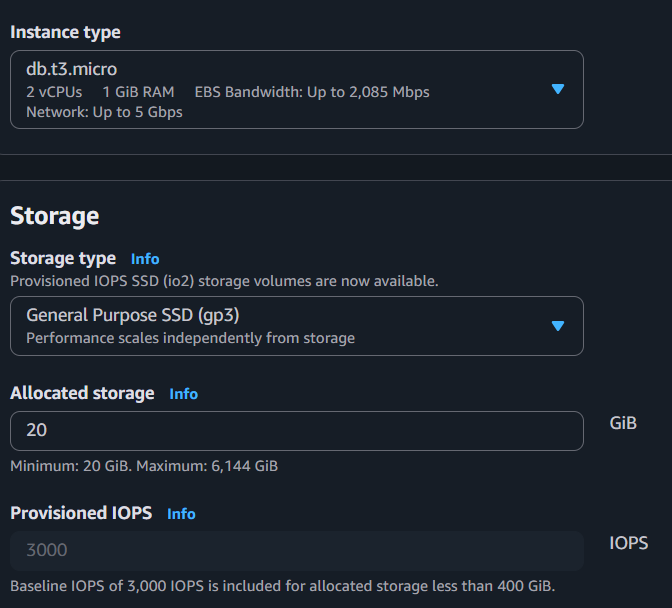 Instance type
db.t3.micro
2 vCPUs 1 GiB RAM EBS Bandwidth: Up to 2,085 Mbps
Network: Up to 5 Gbps
Storage
Storage type Info
Provisioned IOPS SSD (io2) storage volumes are now available.
General Purpose SSD (gp3)
Performance scales independently from storage
Allocated storage Info
20 GiB
Minimum: 20 GiB. Maximum: 6,144 GiB
Provisioned IOPS Info
3000 IOPS
Baseline IOPS of 3,000 IOPS is included for allocated storage less than 400 GiB.